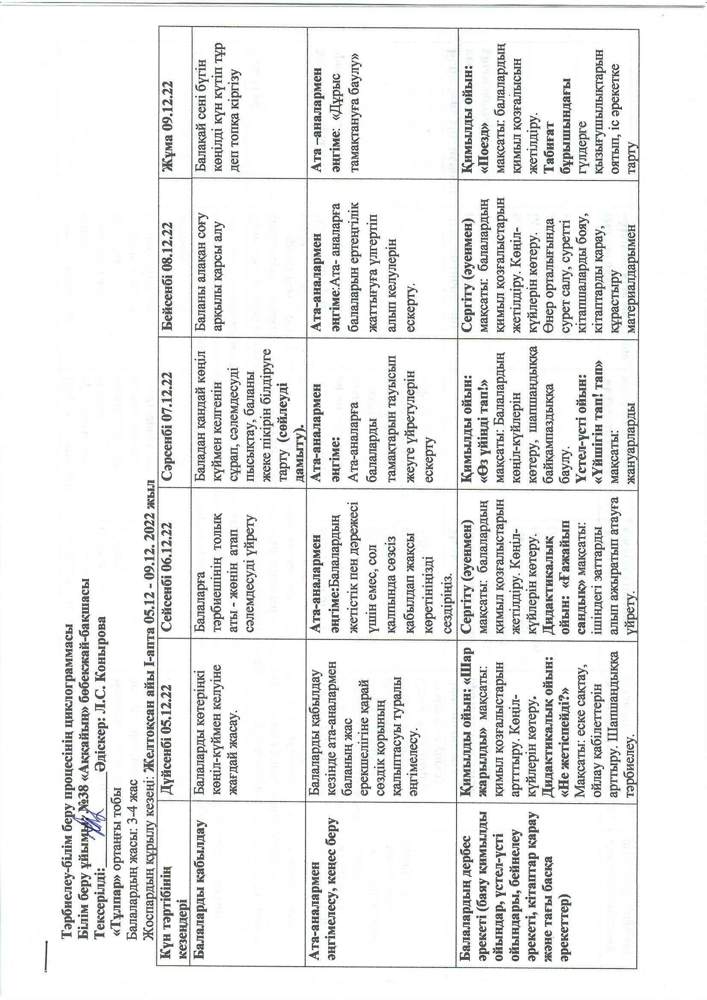 Тәрбиелеу-білім беру процесінің циклограммасы
Білім беру ұйымы: №38 «Аққайың» бөбекжай-бақшасы
Тексерілді:____________ Әдіскер: Л.С. Конырова
«Тұлпар» ортаңғы тобы
Балалардың жасы: 3-4 жас
Жоспардың құрылу кезеңі: Желтоқсан айы I-апта 05.12 - 09.12. 2022 жыл
Күн тәртібінің
кезеңдері
Дүйсенбі 05.12.22
Сейсенбі 06.12.22
Сәрсенбі 07.12.22
Бейсенбі 08.12.22
Жұма 09.12.22
Балаларды қабылдау
Балаларды көтеріңкі
көңіл-күймен келуіне
жағдай жасау.
Балаларға
тәрбиешінің толық
аты - жөнін атап
сәлемдесуді үйрету
Баладан қандай көңіл
күймен келгенін
сұрап, сәлемдесуді
пысықтау, баланы
жеке пікірін білдіруге
тарту (сөйлеуді
дамыту).
Баланы алақан соғу
арқылы қарсы алу
Балақай сені бүгін
көңілді күн күтіп тұр
деп топқа кіргізу
Ата-аналармен
әңгімелесу, кеңес беру
Балаларды қабылдау
кезінде ата-аналармен
баланың жас
ерекшелігіне қарай
сөздік қорының
қалыптасуы туралы
әңгімелесу.
Ата-аналармен
әңгіме:Балалардың
жетістік пен дәрежесі
үшін емес, сол
қалпында сөзсіз
қабылдап жақсы
көретініңізді
сездіріңіз.
Ата-аналармен
әңгіме:
Ата-аналарға
балаларды
тамақтарын тауысып
жеуге үйретулерін
ескерту
Ата-аналармен
әңгіме:Ата- аналарға
балаларын ертеңгілік
жаттығуға үлгертіп
алып келулерін
ескерту.
Ата –аналармен
әңгіме: «Дұрыс
тамақтануға баулу»
Балалардың дербес
әрекеті (баяу қимылды
ойындар, үстел-үсті
ойындары, бейнелеу
әрекеті, кітаптар қарау
және тағы басқа
әрекеттер)
Қимылды ойын: «Шар
жарылды» мақсаты:
қимыл қозғалыстарын
арттыру. Көңіл-
күйлерін көтеру.
Дидактикалық ойын:
«Не жетіспейді?»
Мақсаты: еске сақтау,
ойлау қабілеттерін
арттыру. Шапшаңдыққа
тәрбиелеу.
Сергіту (әуенмен)
мақсаты: балалардың
қимыл қозғалыстарын
жетілдіру. Көңіл-
күйлерін көтеру.
Дидактикалық
ойын: «Ғажайып
сандық» мақсаты:
ішіндегі заттарды
алып ажыратып атауға
үйрету.
Қимылды ойын:
«Өз үйіңді тап!»
мақсаты: Балалардың
көңіл-күйлерін
көтеру, шапшаңдыққа
байқампаздыққа
баулу.
Үстел-үсті ойын:
«Үйшігін тап! тап»
мақсаты:
жануарларды
Сергіту (әуенмен)
мақсаты: балалардың
қимыл қозғалыстарын
жетілдіру. Көңіл-
күйлерін көтеру.
Өнер орталығында
сурет салу, суретті
кітапшаларды бояу,
кітаптарды қарау,
құрастыру
материалдарымен
Қимылды ойын:
«Поезд»
мақсаты: балалардың
қимыл қозғалысын
жетілдіру.
Табиғат
бұрышындағы
гүлдерге
қызығушылықтарын
оятып, іс әрекетке
тарту